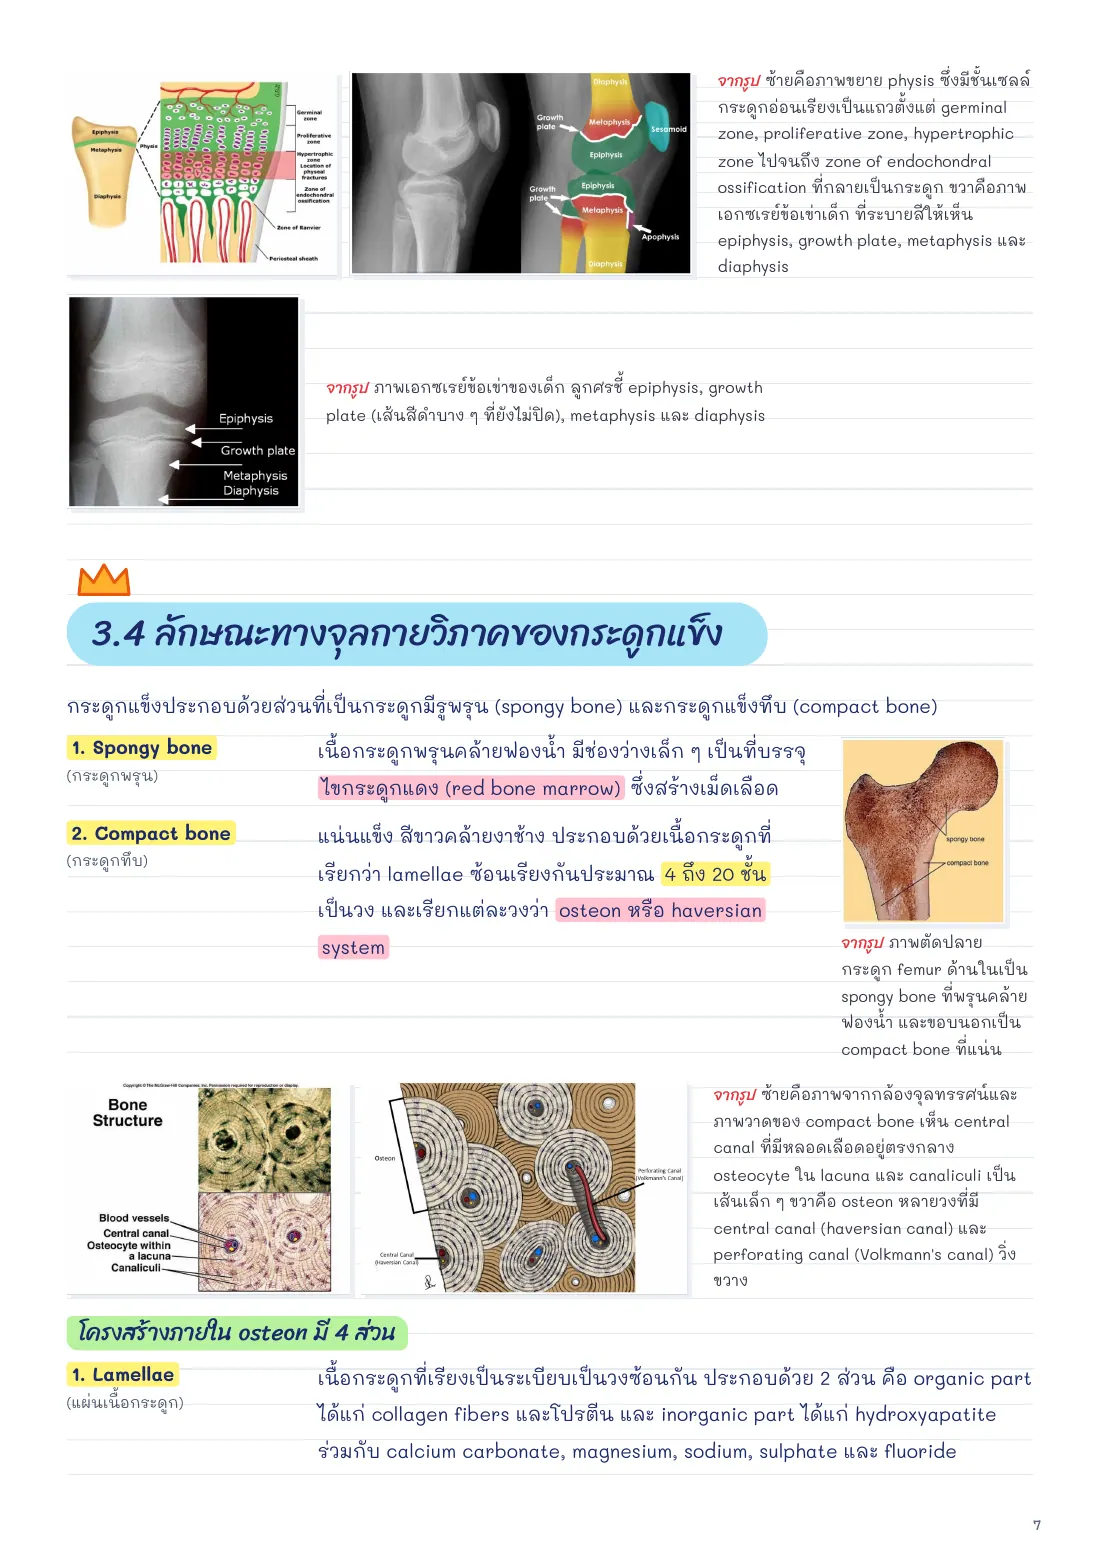 Epiphysis
Metaphysis
Physis
Diaphysis
Germinal
zone
Proliferative
zone
Hypertrophic
zone
Location of
physeal
fractures
Zone of
endochondral
ossification
Zone of Ranvier
Periosteal sheath
Diaphysis
Growth
plate
Metaphysis
Sesamoid
Epiphysis
Epiphysis
Growth
plate
Metaphysis
Apophysis
Diaphysis
จากรูป ซ้ายคือภาพขยาย physis ซึ่งมีชั้นเซลล์
กระดูกอ่อนเรียงเป็นแถวตั้งแต่ germinal
zone, proliferative zone, hypertrophic
zone ไปจนถึง zone of endochondral
ossification ที่กลายเป็นกระดูก ขวาคือภาพ
เอกซเรย์ข้อเข่าเด็ก ที่ระบายสีให้เห็น
epiphysis, growth plate, metaphysis และ
diaphysis
Epiphysis
Growth plate
Metaphysis
Diaphysis
จากรูป ภาพเอกซเรย์ข้อเข่าของเด็ก ลูกศรชี้ epiphysis, growth
plate (เส้นสีดำบาง ๆ ที่ยังไม่ปิด), metaphysis และ diaphysis
3.4 ลักษณะทางจุลกายวิภาคของกระดูกแข็ง
กระดูกแข็งประกอบด้วยส่วนที่เป็นกระดูกมีรูพรุน (spongy bone) และกระดูกแข็งทึบ (compact bone)
1. Spongy bone
(กระดูกพรุน)
เนื้อกระดูกพรุนคล้ายฟองน้ำ มีช่องว่างเล็ก ๆ เป็นที่บรรจุ
ไขกระดูกแดง (red bone marrow) ซึ่งสร้างเม็ดเลือด
2. Compact bone
(กระดูกทึบ)
แน่นแข็ง สีขาวคล้ายงาช้าง ประกอบด้วยเนื้อกระดูกที่
เรียกว่า lamellae ซ้อนเรียงกันประมาณ 4 ถึง 20 ชั้น
เป็นวง และเรียกแต่ละวงว่า osteon หรือ haversian
system
spongy bone
compact bone
จากรูป ภาพตัดปลาย
กระดูก femur ด้านในเป็น
spongy bone ที่พรุนคล้าย
ฟองน้ำ และขอบนอกเป็น
compact bone ที่แน่น
Copyright © The McGraw-Hill Companies, Inc. Permission required for reproduction or display.
Bone
Structure
Blood vessels
Central canal
Osteocyte within
a lacuna
Canaliculi
Osteon
Central Canal
(Haversian Canal)
Perforating Canal
(Volkmann's Canal)
จากรูป ซ้ายคือภาพจากกล้องจุลทรรศน์และ
ภาพวาดของ compact bone เห็น central
canal ที่มีหลอดเลือดอยู่ตรงกลาง
osteocyte ใน lacuna และ canaliculi เป็น
เส้นเล็ก ๆ ขวาคือ osteon หลายวงที่มี
central canal (haversian canal) และ
perforating canal (Volkmann's canal) วิ่ง
ขวาง
โครงสร้างภายใน osteon มี 4 ส่วน
1. Lamellae
(แผ่นเนื้อกระดูก)
เนื้อกระดูกที่เรียงเป็นระเบียบเป็นวงซ้อนกัน ประกอบด้วย 2 ส่วน คือ organic part
ได้แก่ collagen fibers และโปรตีน และ inorganic part ได้แก่ hydroxyapatite
ร่วมกับ calcium carbonate, magnesium, sodium, sulphate และ fluoride
7